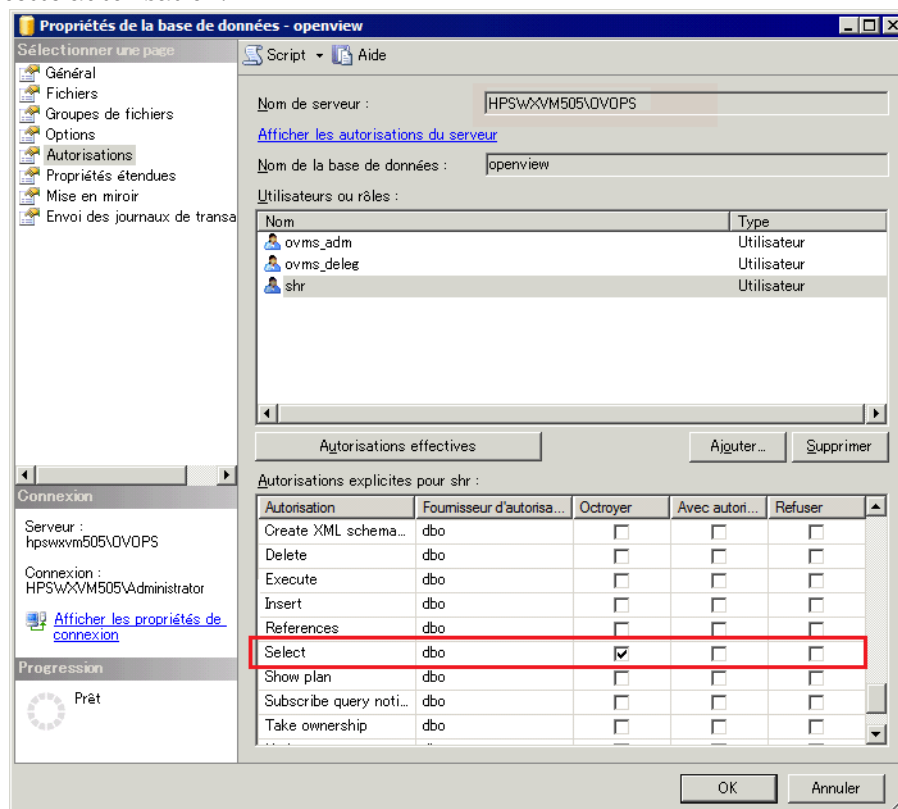 Propriétés de la base de données - openview
Sélectionner une page
Général
Fichiers
Groupes de fichiers
Options
Autorisations
Propriétés étendues
Mise en miroir
Envoi des journaux de transa
Script
Aide
Nom de serveur :
HPSWXVM505\OVOPS
Afficher les autorisations du serveur
Nom de la base de données :
openview
Utilisateurs ou rôles :
Nom Type
ovms_adm Utilisateur
ovms_deleg Utilisateur
shr Utilisateur
Autorisations effectives
Ajouter...
Supprimer
Connexion
Serveur :
hpswxvm505\OVOPS
Connexion :
HPSWXVM505\Administrator
Afficher les propriétés de
connexion
Progression
Prêt
Autorisations explicites pour shr :
Autorisation Fournisseur d'autorisa... Octroyer Avec autori... Refuser
Create XML schema... dbo
Delete dbo
Execute dbo
Insert dbo
References dbo
Select dbo
Show plan dbo
Subscribe query noti... dbo
Take ownership dbo
OK
Annuler